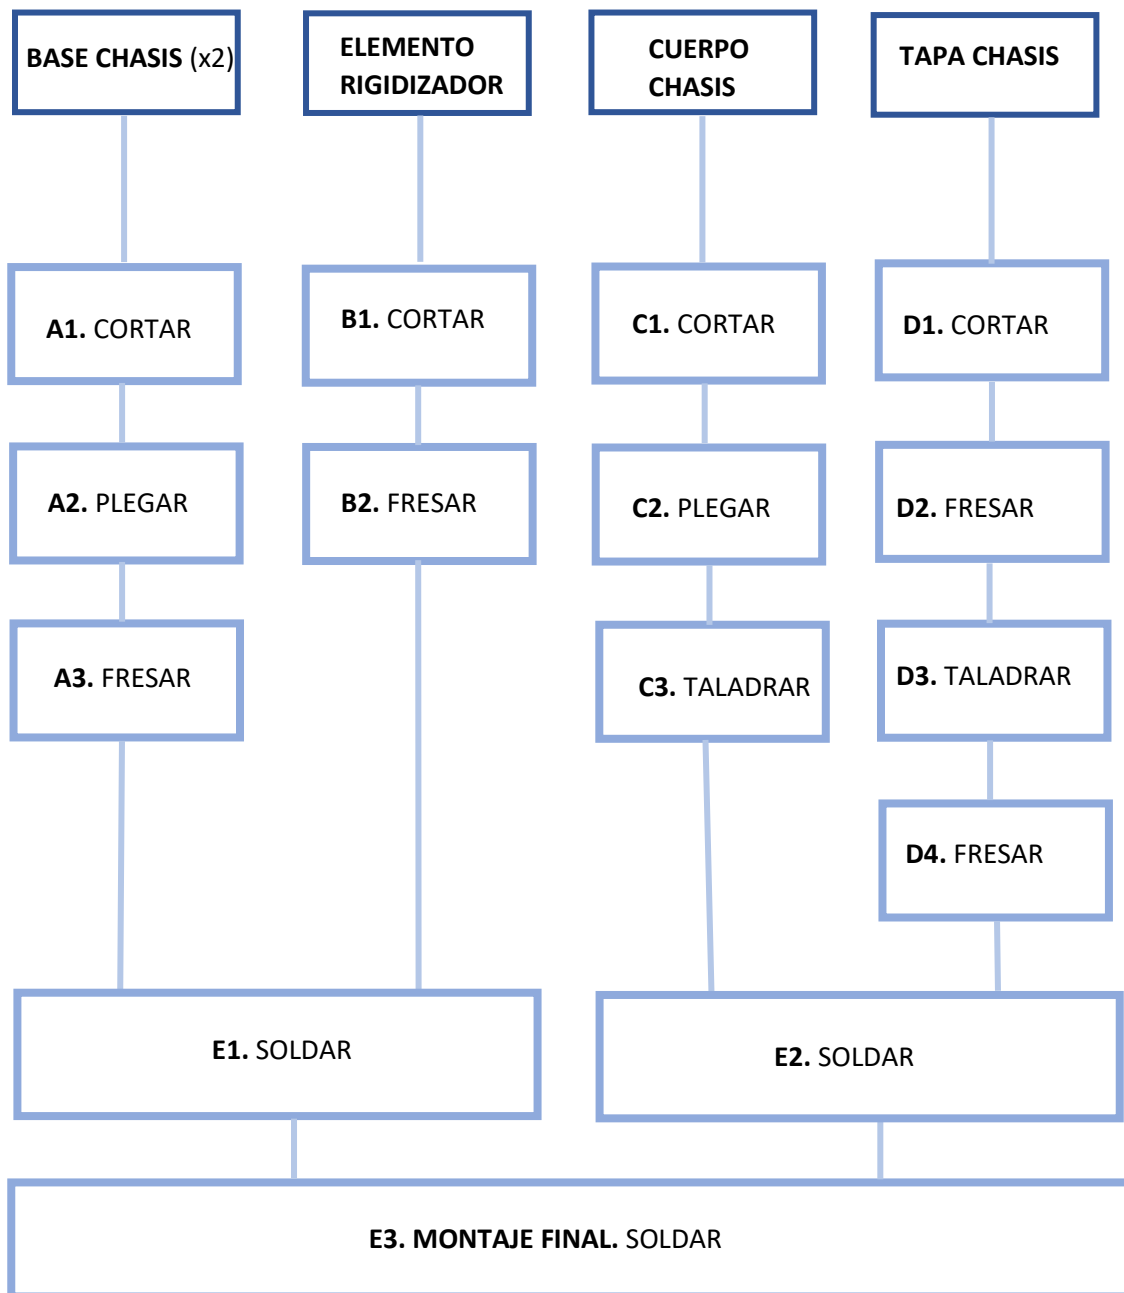 BASE CHASIS (x2)
ELEMENTO
RIGIDIZADOR
CUERPO
CHASIS
TAPA CHASIS
A1. CORTAR
B1. CORTAR
C1. CORTAR
D1. CORTAR
A2. PLEGAR
B2. FRESAR
C2. PLEGAR
D2. FRESAR
A3. FRESAR
C3. TALADRAR
D3. TALADRAR
D4. FRESAR
E1. SOLDAR
E2. SOLDAR
E3. MONTAJE FINAL. SOLDAR